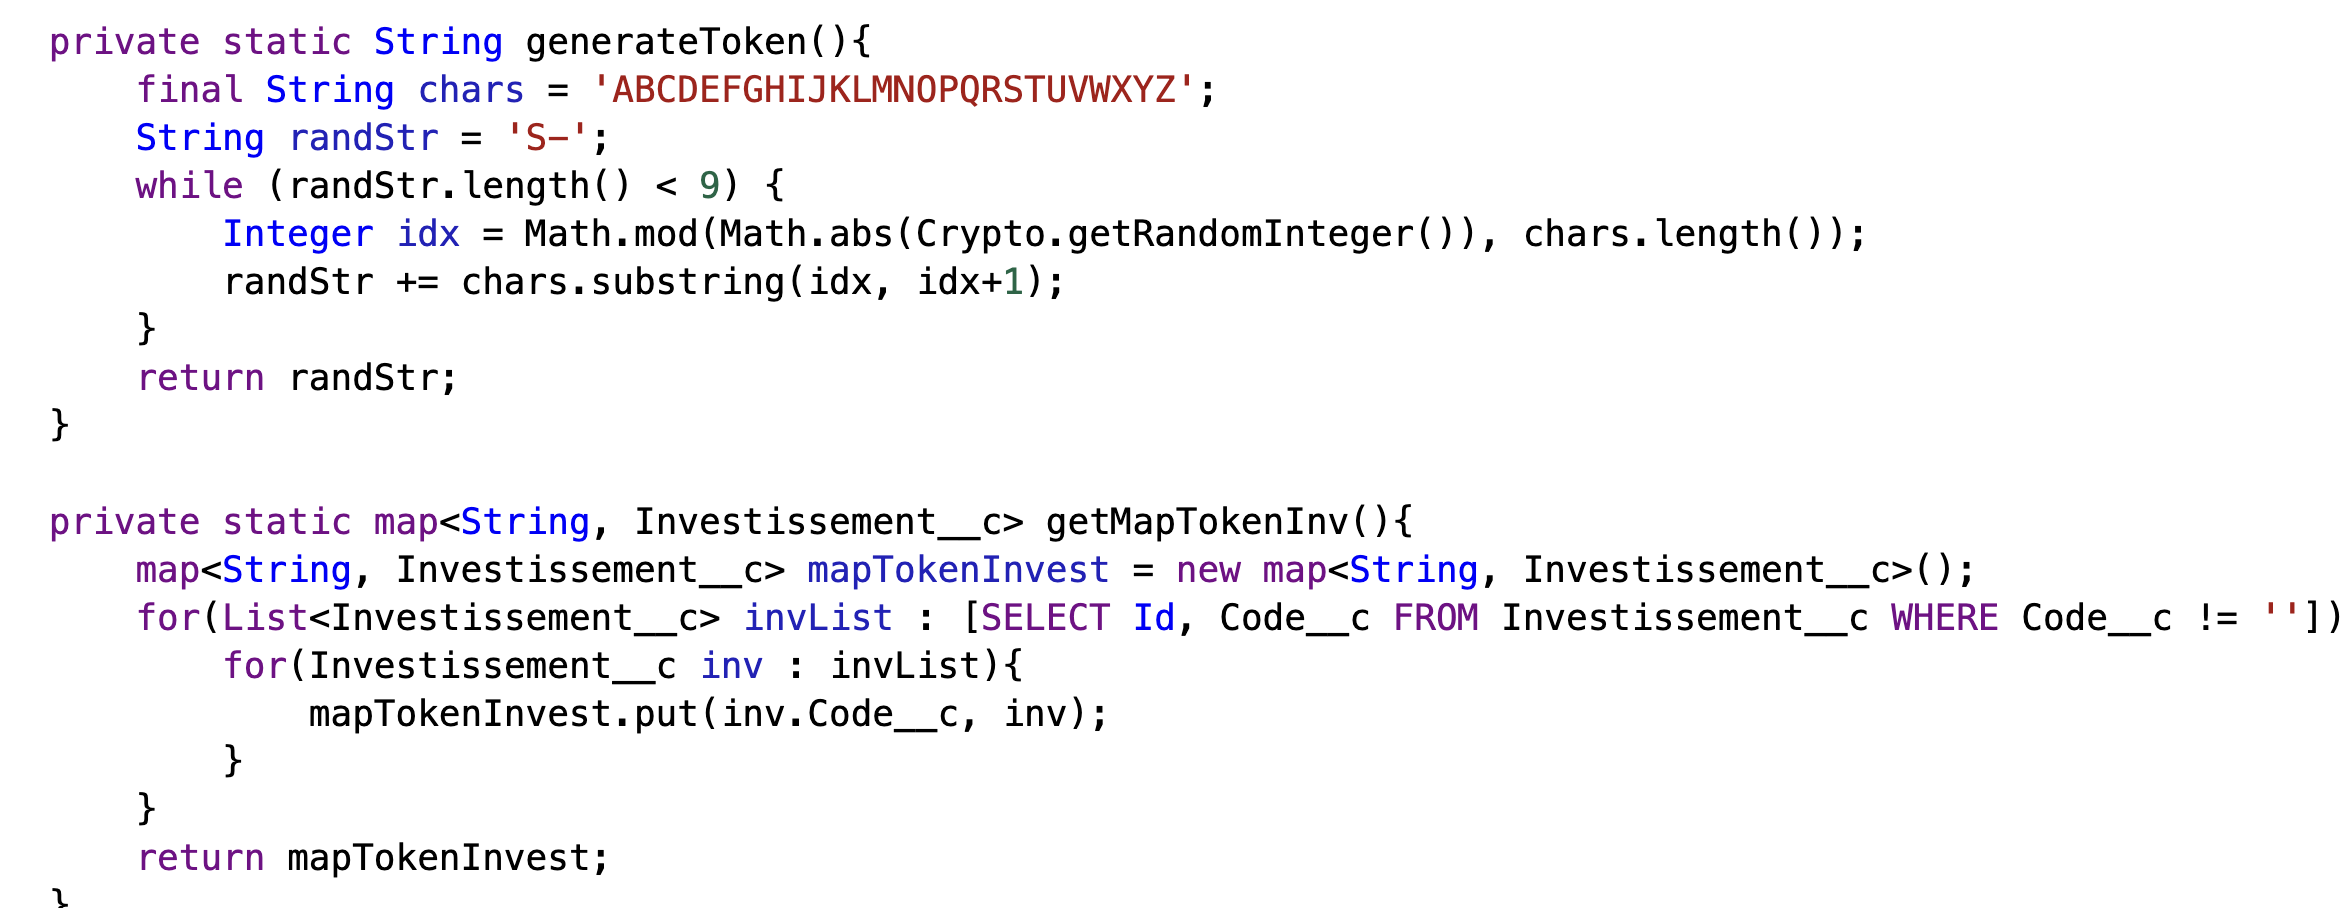 private static String generateToken(){
    final String chars = 'ABCDEFGHIJKLMNOPQRSTUVWXYZ';
    String randStr = 'S-';
    while (randStr.length() < 9) {
        Integer idx = Math.mod(Math.abs(Crypto.getRandomInteger()), chars.length());
        randStr += chars.substring(idx, idx+1);
    }
    return randStr;
}

private static map<String, Investissement__c> getMapTokenInv(){
    map<String, Investissement__c> mapTokenInvest = new map<String, Investissement__c>();
    for(List<Investissement__c> invList : [SELECT Id, Code__c FROM Investissement__c WHERE Code__c != ''])
        for(Investissement__c inv : invList){
            mapTokenInvest.put(inv.Code__c, inv);
        }
    }
    return mapTokenInvest;
}